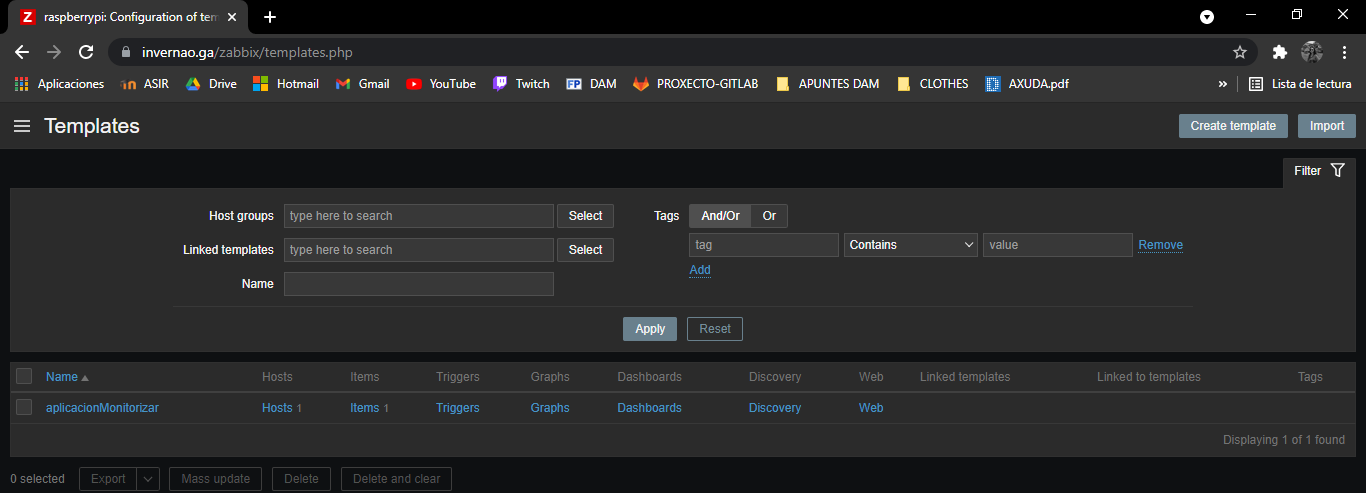 raspberrypi: Configuration of tem
invernao.ga/zabbix/templates.php
Aplicaciones ASIR Drive Hotmail Gmail YouTube Twitch DAM PROXECTO-GITLAB APUNTES DAM CLOTHES AXUDA.pdf » Lista de lectura
Templates Create template Import
Filter
Host groups type here to search Select Tags And/Or Or
Linked templates type here to search Select tag Contains value Remove
Add
Name
Apply Reset
Name Hosts Items Triggers Graphs Dashboards Discovery Web Linked templates Linked to templates Tags
aplicacionMonitorizar Hosts 1 Items 1 Triggers Graphs Dashboards Discovery Web
Displaying 1 of 1 found
0 selected Export Mass update Delete Delete and clear